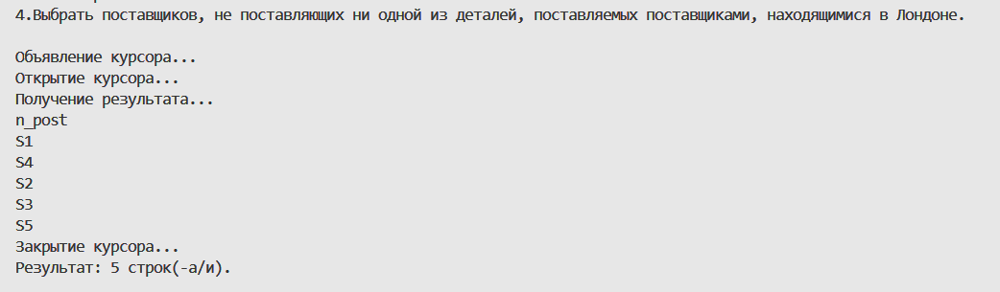 4.Выбрать поставщиков, не поставляющих ни одной из деталей, поставляемых поставщиками, находящимися в Лондоне.
Объявление курсора...
Открытие курсора...
Получение результата...
n_post
S1
S4
S2
S3
S5
Закрытие курсора...
Результат: 5 строк(-а/и).